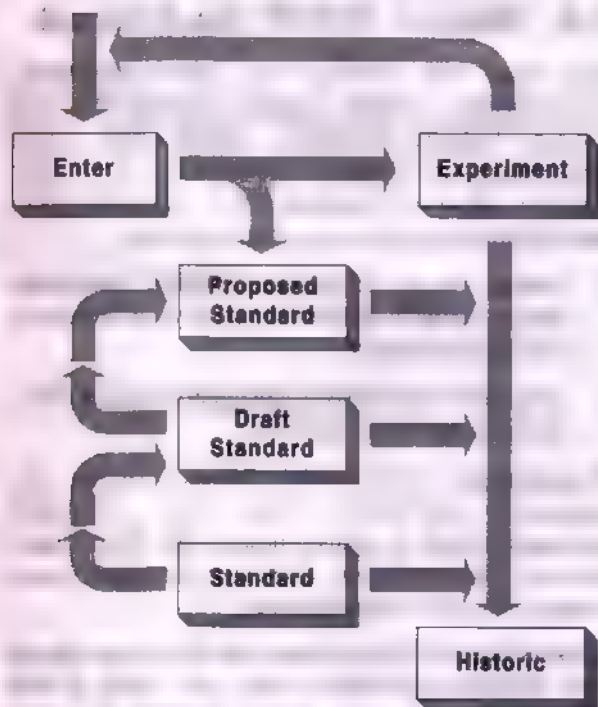 Enter
Experiment
Proposed
Standard
Draft
Standard
Standard
Historic